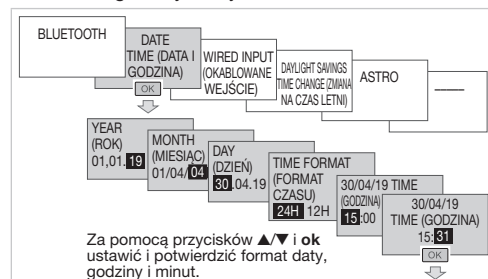 BLUETOOTH
DATE
TIME (DATA I
GODZINA)
OK
WIRED INPUT
(OKABLOWANE
WEJŚCIE)
DAYLIGHT SAVINGS
TIME CHANGE (ZMIANA
NA CZAS LETNI)
ASTRO
YEAR
(ROK)
01,01.19
MONTH
(MIESIĄC)
01/04/04
DAY
(DZIEŃ)
30.04.19
TIME FORMAT
(FORMAT
CZASU)
24H 12H
30/04/19 TIME
(GODZINA)
15:00
30/04/19
TIME (GODZINA)
15:31
OK
Za pomocą przycisków ▲/▼ i ok
ustawić i potwierdzić format daty,
godziny i minut.